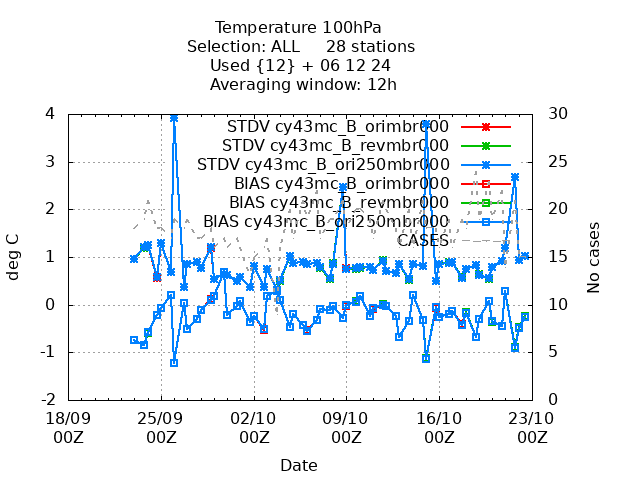 Temperature 100hPa
Selection: ALL 28 stations
Used {12} + 06 12 24
Averaging window: 12h
STDV cy43mc_B_orimbr000
STDV cy43mc_B_revmbr000
STDV cy43mc_B_ori250mbr000
BIAS cy43mc_B_orimbr000
BIAS cy43mc_B_revmbr000
BIAS cy43mc_B_ori250mbr000
CASES
4
3
2
1
0
-1
-2
deg C
30
25
20
15
10
5
0
No cases
18/09 25/09 02/10 09/10 16/10 23/10
00Z 00Z 00Z 00Z 00Z 00Z
Date